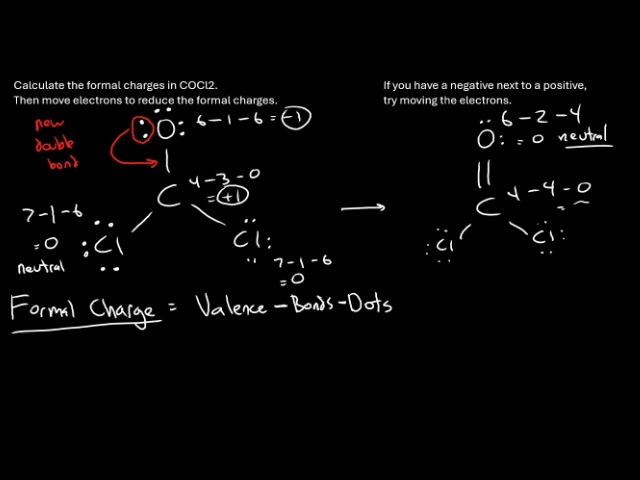 Calculate the formal charges in COCl2.
Then move electrons to reduce the formal charges.
If you have a negative next to a positive,
try moving the electrons.
new
double
bond
O 6-1-6=-1
C 4-3-0
=+1
7-1-6
=0
neutral
Cl
Cl
7-1-6
=0
6-2-4
O =0 neutral
C 4-4-0
=
Cl
Cl
Formal Charge = Valence-Bonds-Dots